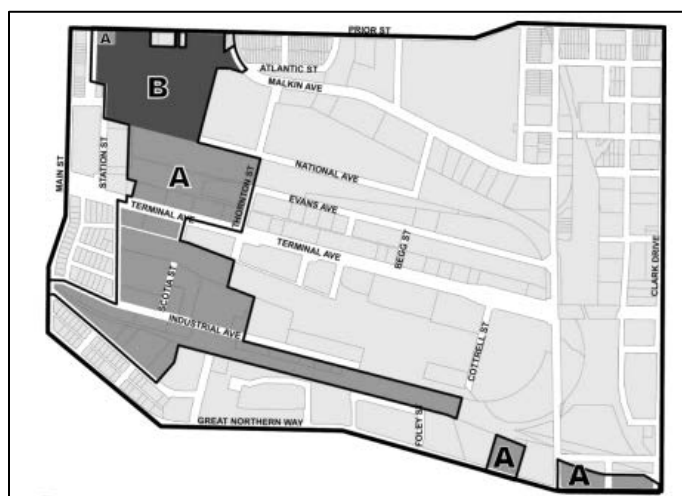 PRIOR ST
A
ATLANTIC ST
B
MALKIN AVE
STATION ST
MAIN ST
NATIONAL AVE
A
THORNTON ST
EVANS AVE
TERMINAL AVE
TERMINAL AVE
BEGG ST
CLARK DRIVE
SCOTIA ST
INDUSTRIAL AVE
COTTRELL ST
GREAT NORTHERN WAY
FOLEY ST
A
A